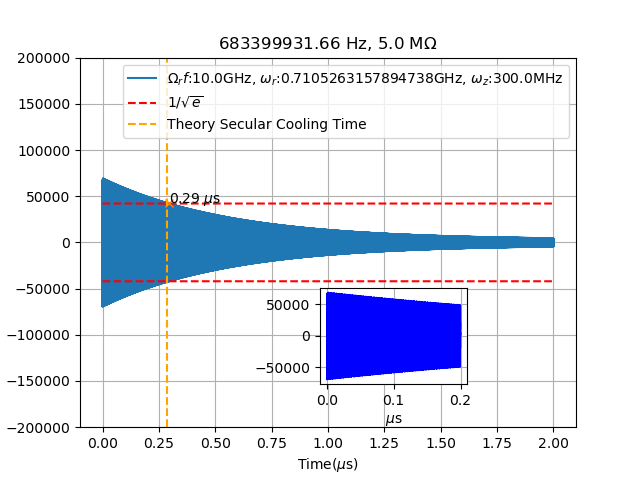 683399931.66 Hz, 5.0 MΩ
200000
150000
100000
50000
0
−50000
−100000
−150000
−200000
Ω_rf:10.0GHz, ω_r:0.7105263157894738GHz, ω_z:300.0MHz
1/√e
Theory Secular Cooling Time
0.29 μs
50000
0
−50000
0.0 0.1 0.2
μs
0.00 0.25 0.50 0.75 1.00 1.25 1.50 1.75 2.00
Time(μs)